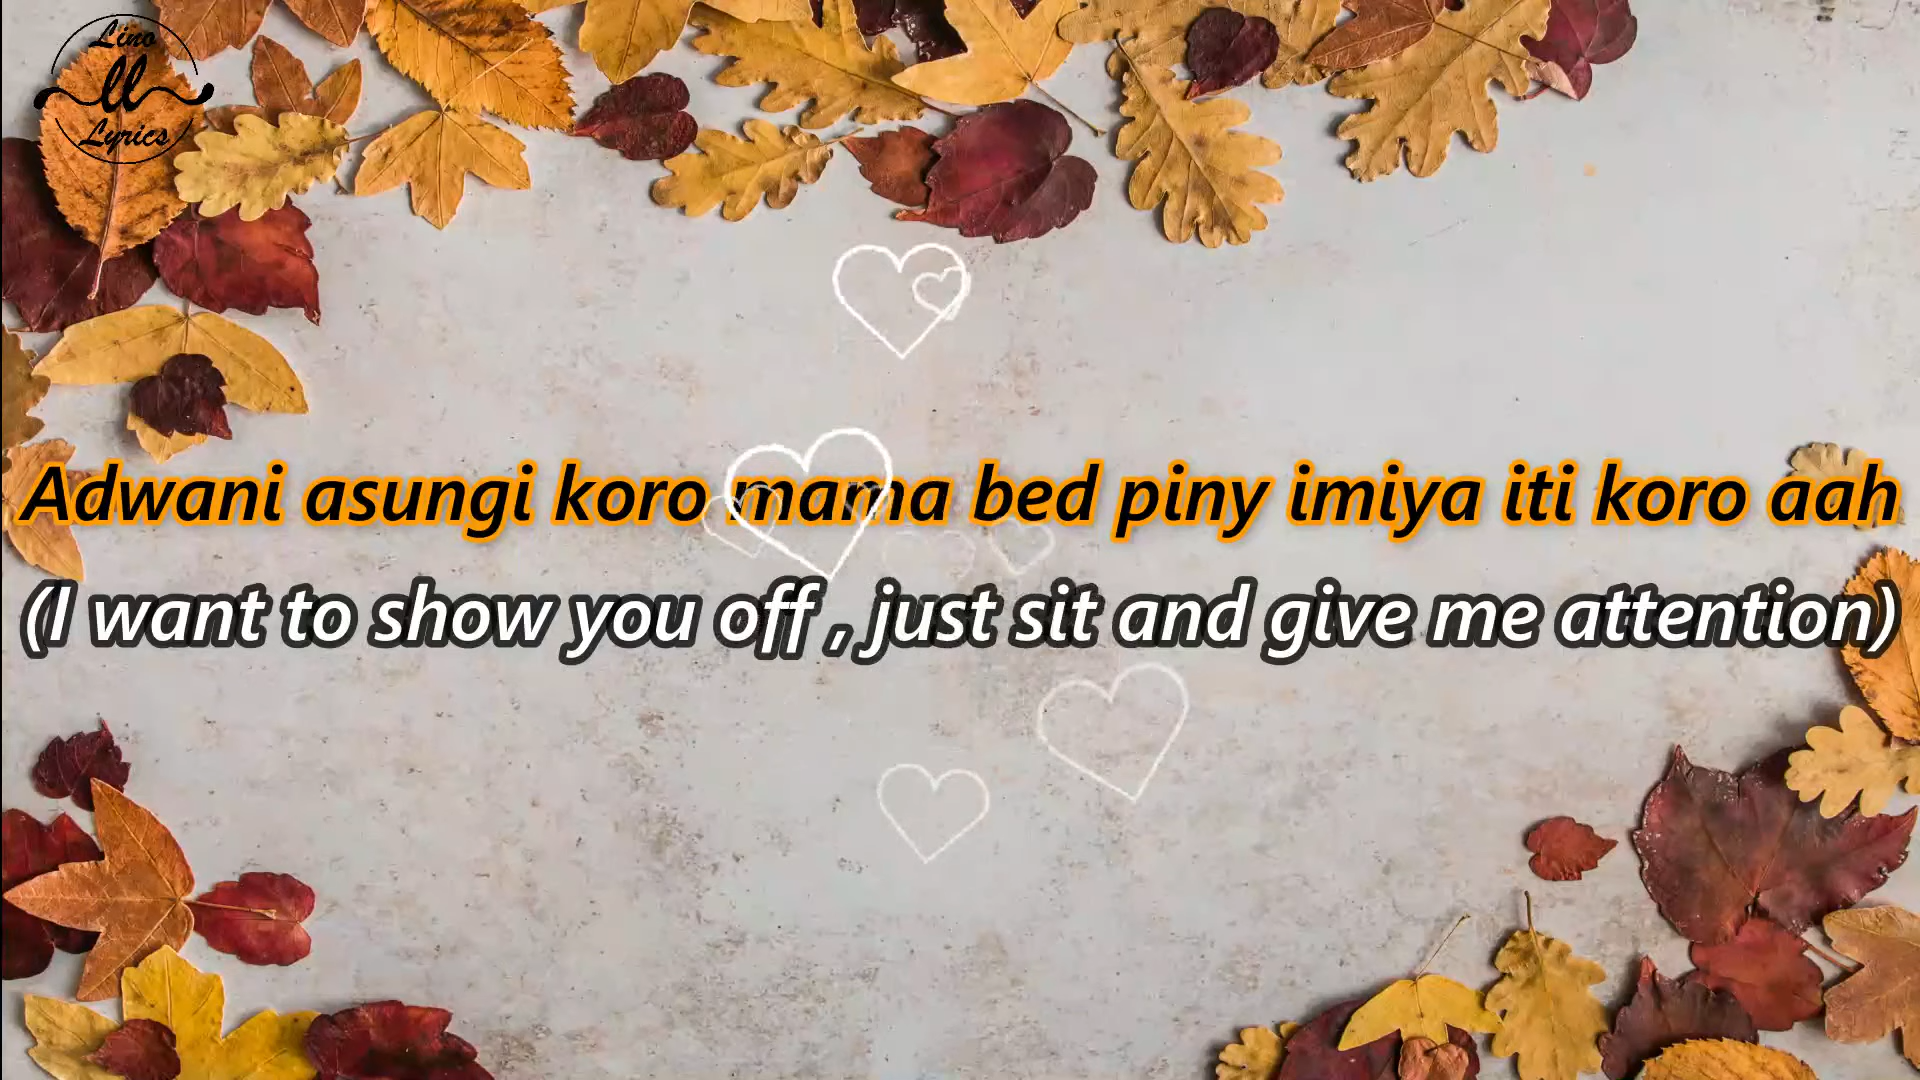 Lino
ll
Lyrics
Adwani asungi koro mama bed piny imiya iti koro aah
(I want to show you off , just sit and give me attention)